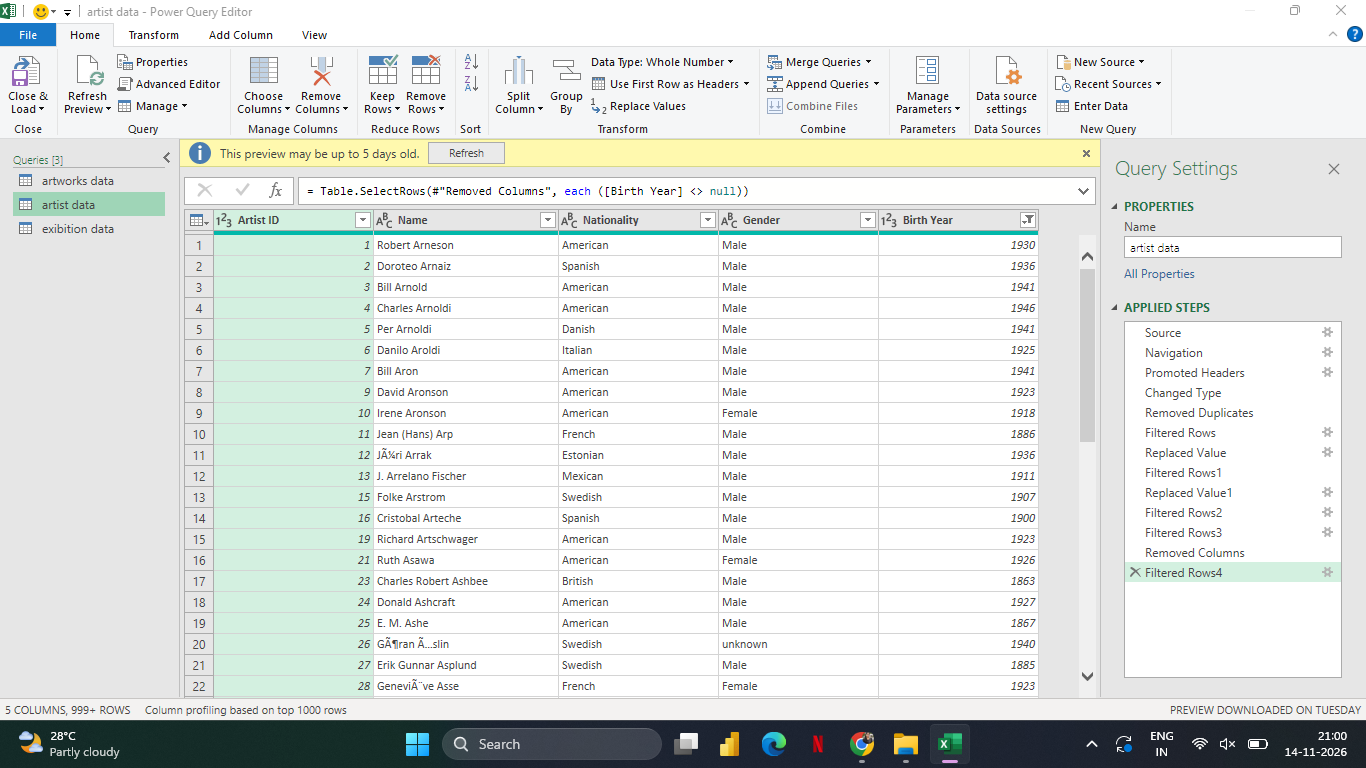 artist data - Power Query Editor
File Home Transform Add Column View
Close & Load
Close
Refresh Preview
Properties
Advanced Editor
Manage
Query
Choose Columns
Remove Columns
Manage Columns
Keep Rows
Remove Rows
Reduce Rows
Sort
Split Column
Group By
Data Type: Whole Number
Use First Row as Headers
Replace Values
Transform
Merge Queries
Append Queries
Combine Files
Combine
Manage Parameters
Parameters
Data source settings
Data Sources
New Source
Recent Sources
Enter Data
New Query
Queries [3]
artworks data
artist data
exibition data
This preview may be up to 5 days old. Refresh
= Table.SelectRows(#"Removed Columns", each ([Birth Year] <> null))
Artist ID Name Nationality Gender Birth Year
1 1 Robert Arneson American Male 1930
2 2 Doroteo Arnaiz Spanish Male 1936
3 3 Bill Arnold American Male 1941
4 4 Charles Arnoldi American Male 1946
5 5 Per Arnoldi Danish Male 1941
6 6 Danilo Aroldi Italian Male 1925
7 7 Bill Aron American Male 1941
8 9 David Aronson American Male 1923
9 10 Irene Aronson American Female 1918
10 11 Jean (Hans) Arp French Male 1886
11 12 JÃ¼ri Arrak Estonian Male 1936
12 13 J. Arrelano Fischer Mexican Male 1911
13 15 Folke Arstrom Swedish Male 1907
14 16 Cristobal Arteche Spanish Male 1900
15 19 Richard Artschwager American Male 1923
16 21 Ruth Asawa American Female 1926
17 23 Charles Robert Ashbee British Male 1863
18 24 Donald Ashcraft American Male 1927
19 25 E. M. Ashe American Male 1867
20 26 GÃ¶ran Ã…slin Swedish unknown 1940
21 27 Erik Gunnar Asplund Swedish Male 1885
22 28 GeneviÃ¨ve Asse French Female 1923
Query Settings
PROPERTIES
Name
artist data
All Properties
APPLIED STEPS
Source
Navigation
Promoted Headers
Changed Type
Removed Duplicates
Filtered Rows
Replaced Value
Filtered Rows1
Replaced Value1
Filtered Rows2
Filtered Rows3
Removed Columns
Filtered Rows4
5 COLUMNS, 999+ ROWS Column profiling based on top 1000 rows PREVIEW DOWNLOADED ON TUESDAY
28°C
Partly cloudy
Search
ENG
IN
21:00
14-11-2026